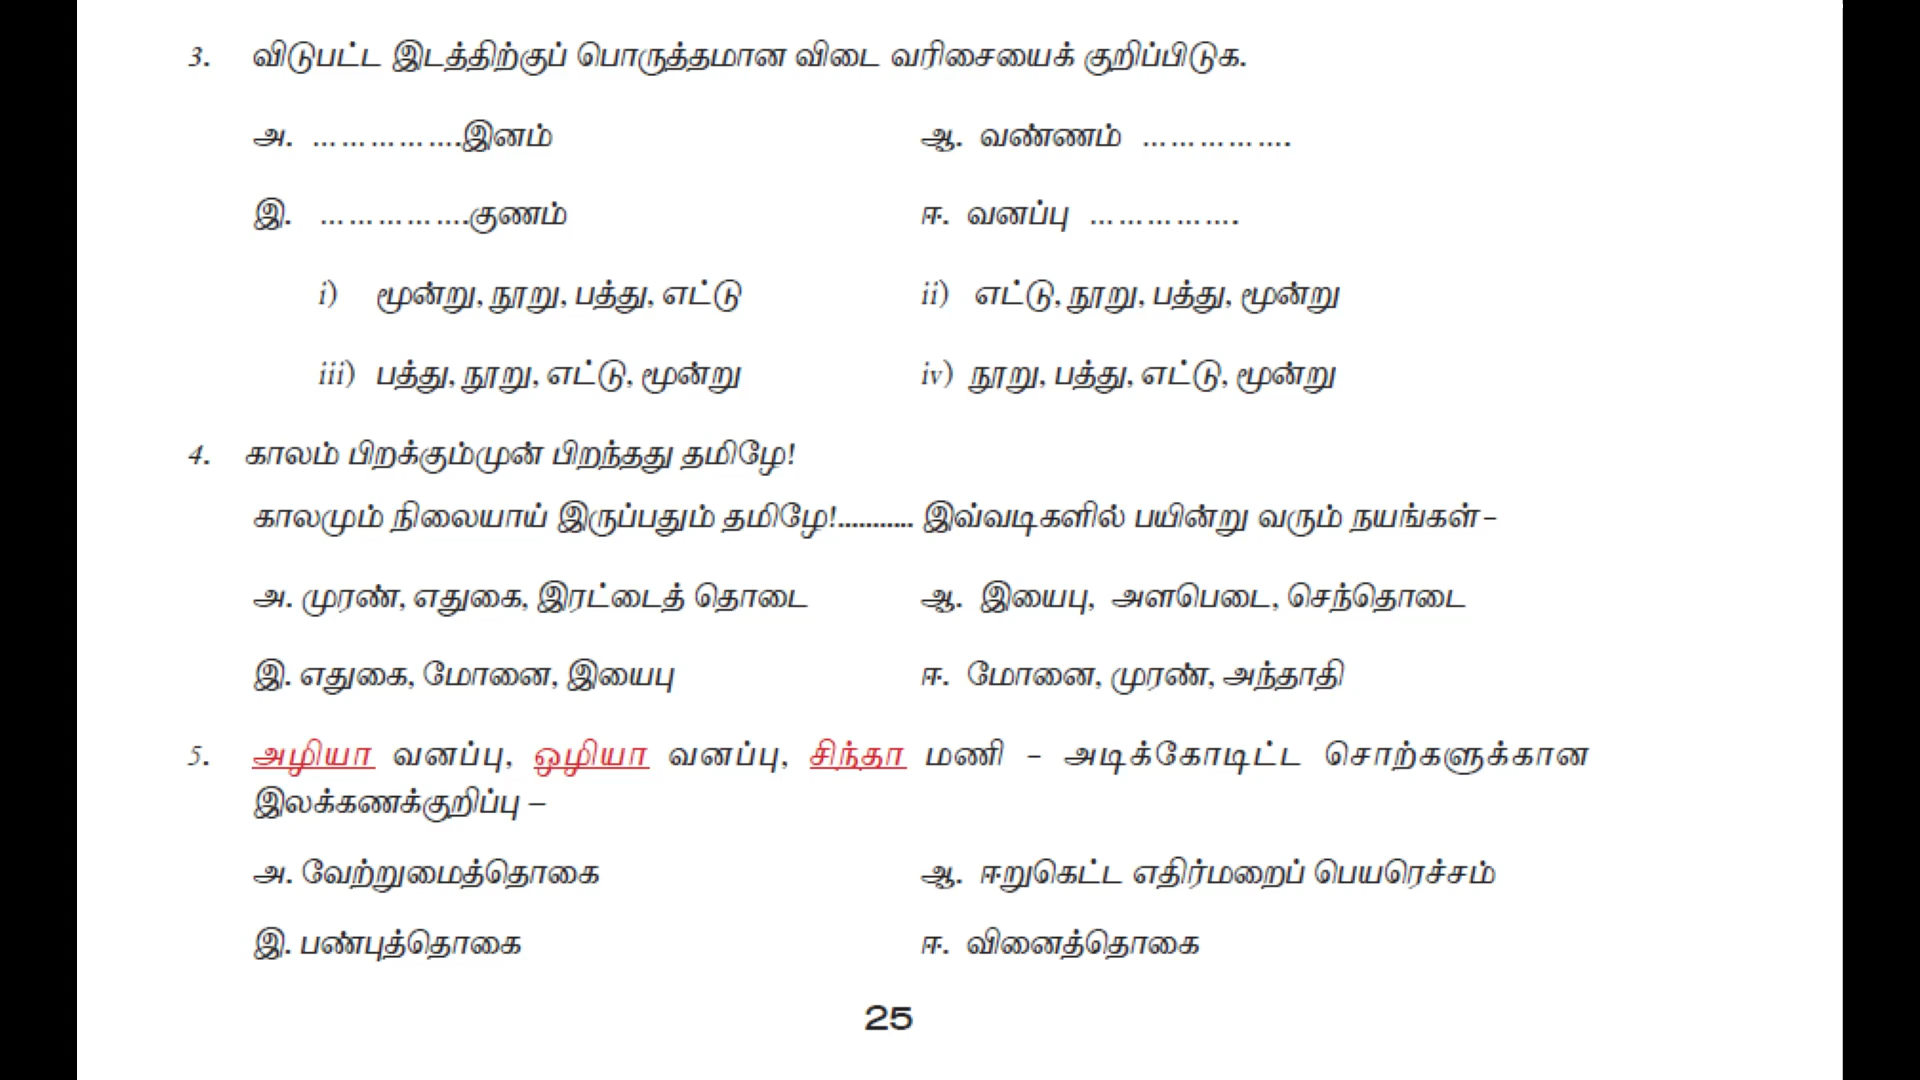 3. விடுபட்ட இடத்திற்குப் பொருத்தமான விடை வரிசையைக் குறிப்பிடுக.
அ. …………….இனம் ஆ. வண்ணம் …………….
இ. …………….குணம் ஈ. வனப்பு …………….
i) மூன்று, நூறு, பத்து, எட்டு ii) எட்டு, நூறு, பத்து, மூன்று
iii) பத்து, நூறு, எட்டு, மூன்று iv) நூறு, பத்து, எட்டு, மூன்று
4. காலம் பிறக்கும்முன் பிறந்தது தமிழே!
காலமும் நிலையாய் இருப்பதும் தமிழே!........... இவ்வடிகளில் பயின்று வரும் நயங்கள்-
அ. முரண், எதுகை, இரட்டைத் தொடை ஆ. இயைபு, அளபெடை, செந்தொடை
இ. எதுகை, மோனை, இயைபு ஈ. மோனை, முரண், அந்தாதி
5. அழியா வனப்பு, ஒழியா வனப்பு, சிந்தா மணி - அடிக்கோடிட்ட சொற்களுக்கான
இலக்கணக்குறிப்பு –
அ. வேற்றுமைத்தொகை ஆ. ஈறுகெட்ட எதிர்மறைப் பெயரெச்சம்
இ. பண்புத்தொகை ஈ. வினைத்தொகை
25